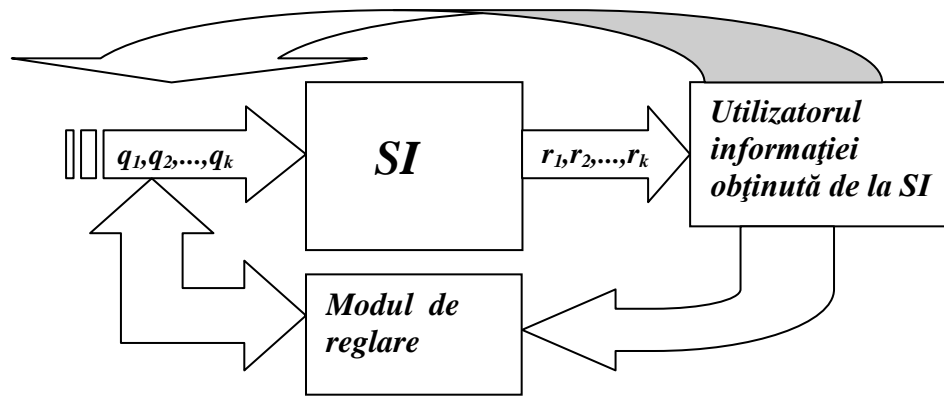 q1,q2,...,qk
SI
r1,r2,...,rk
Utilizatorul
informaţiei
obţinută de la SI
Modul de
reglare